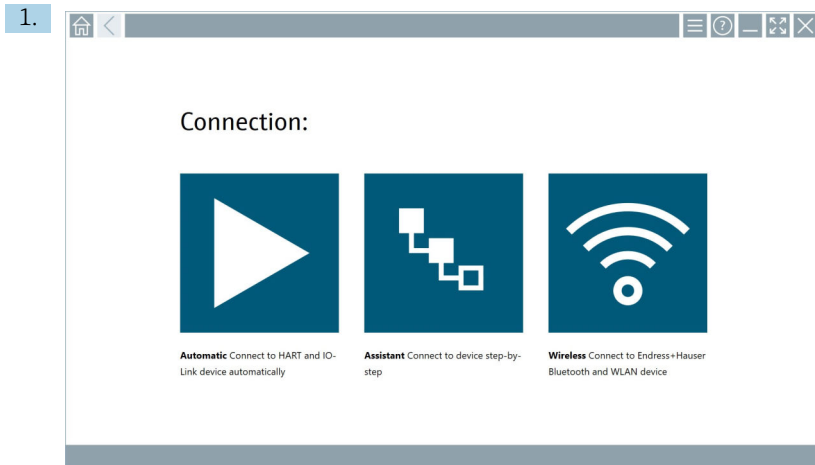 1.
Connection:
Automatic Connect to HART and IO-
Link device automatically
Assistant Connect to device step-by-
step
Wireless Connect to Endress+Hauser
Bluetooth and WLAN device